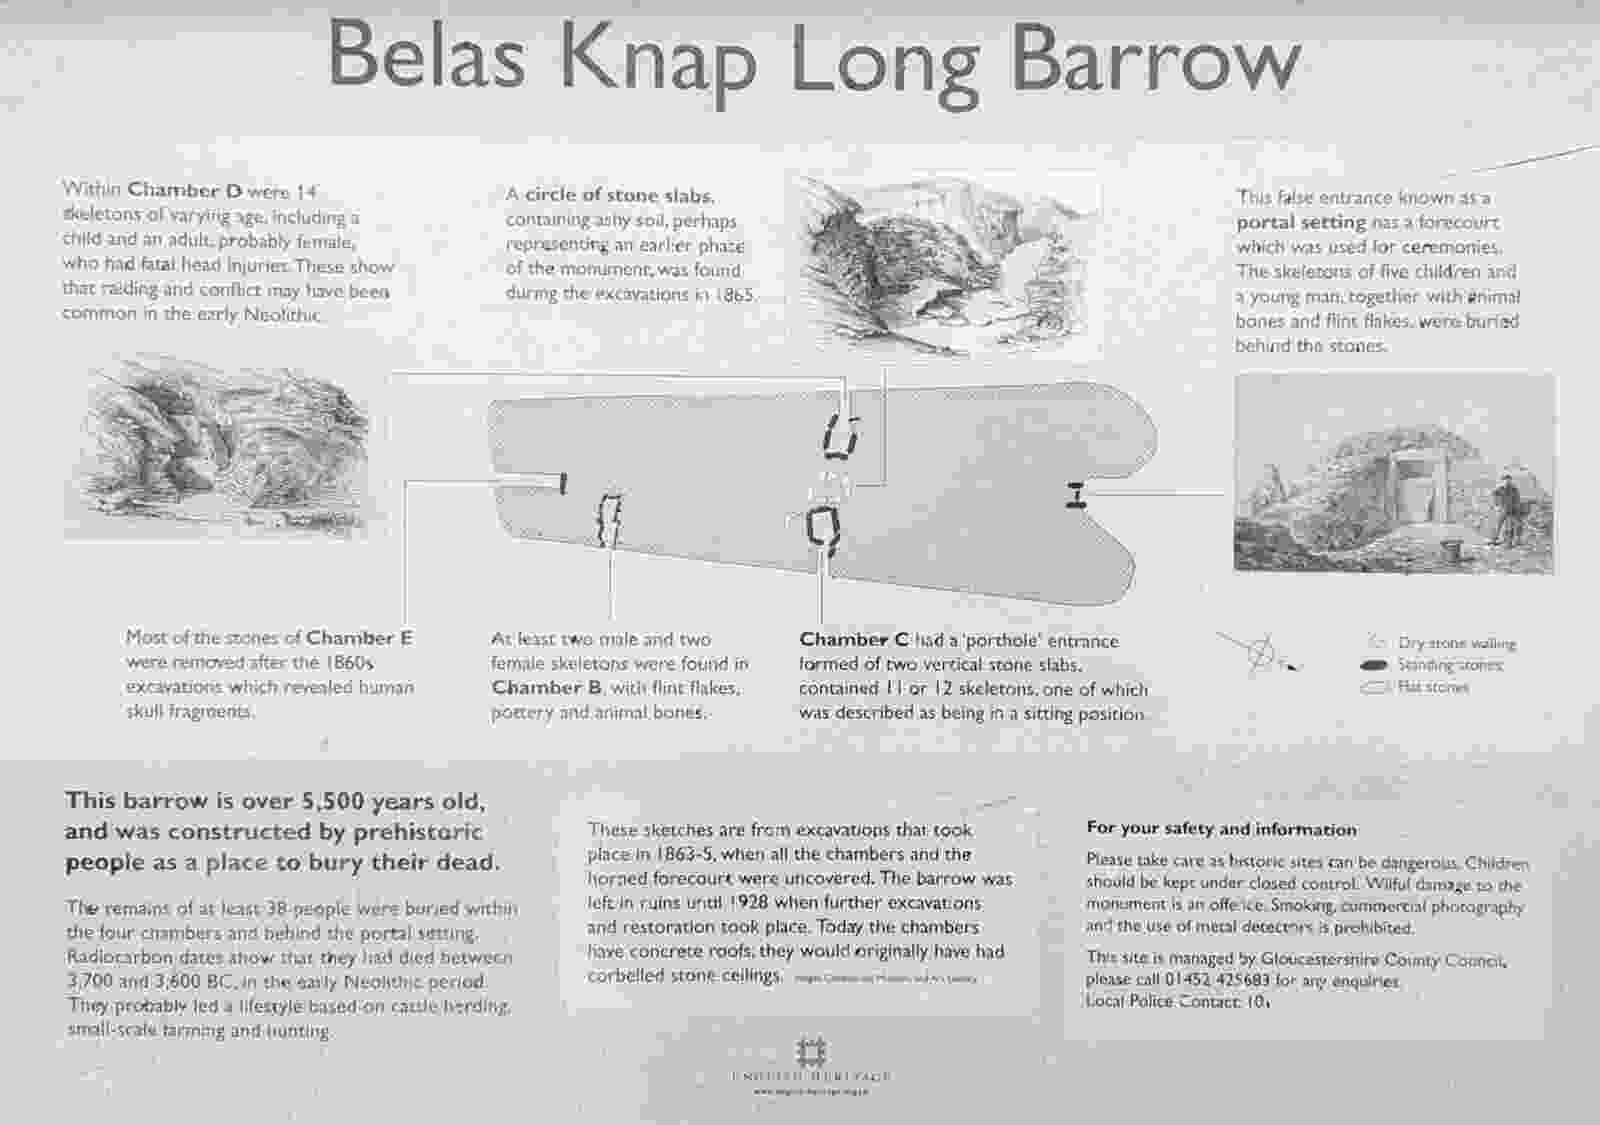 Belas Knap Long Barrow
Within Chamber D were 14
skeletons of varying age, including a
child and an adult, probably female,
who had fatal head injuries. These show
that raiding and conflict may have been
common in the early Neolithic.
A circle of stone slabs,
containing ashy soil, perhaps
representing an earlier phase
of the monument, was found
during the excavations in 1865.
This false entrance known as a
portal setting has a forecourt
which was used for ceremonies.
The skeletons of five children and
a young man, together with animal
bones and flint flakes, were buried
behind the stones.
Most of the stones of Chamber E
were removed after the 1860s
excavations which revealed human
skull fragments.
At least two male and two
female skeletons were found in
Chamber B, with flint flakes,
pottery and animal bones.
Chamber C had a 'porthole' entrance
formed of two vertical stone slabs,
contained 11 or 12 skeletons, one of which
was described as being in a sitting position.
Dry stone walling
Standing stones
Flat stones
This barrow is over 5,500 years old,
and was constructed by prehistoric
people as a place to bury their dead.
The remains of at least 38 people were buried within
the four chambers and behind the portal setting.
Radiocarbon dates show that they had died between
3,700 and 3,600 BC, in the early Neolithic period.
They probably led a lifestyle based on cattle herding,
small-scale farming and hunting.
These sketches are from excavations that took
place in 1863-5, when all the chambers and the
horned forecourt were uncovered. The barrow was
left in ruins until 1928 when further excavations
and restoration took place. Today the chambers
have concrete roofs, they would originally have had
corbelled stone ceilings.
For your safety and information
Please take care as historic sites can be dangerous. Children
should be kept under closed control. Wilful damage to the
monument is an offence. Smoking, commercial photography
and the use of metal detectors is prohibited.
This site is managed by Gloucestershire County Council,
please call 01452 425683 for any enquiries.
Local Police Contact: 101
ENGLISH HERITAGE
www.english-heritage.org.uk